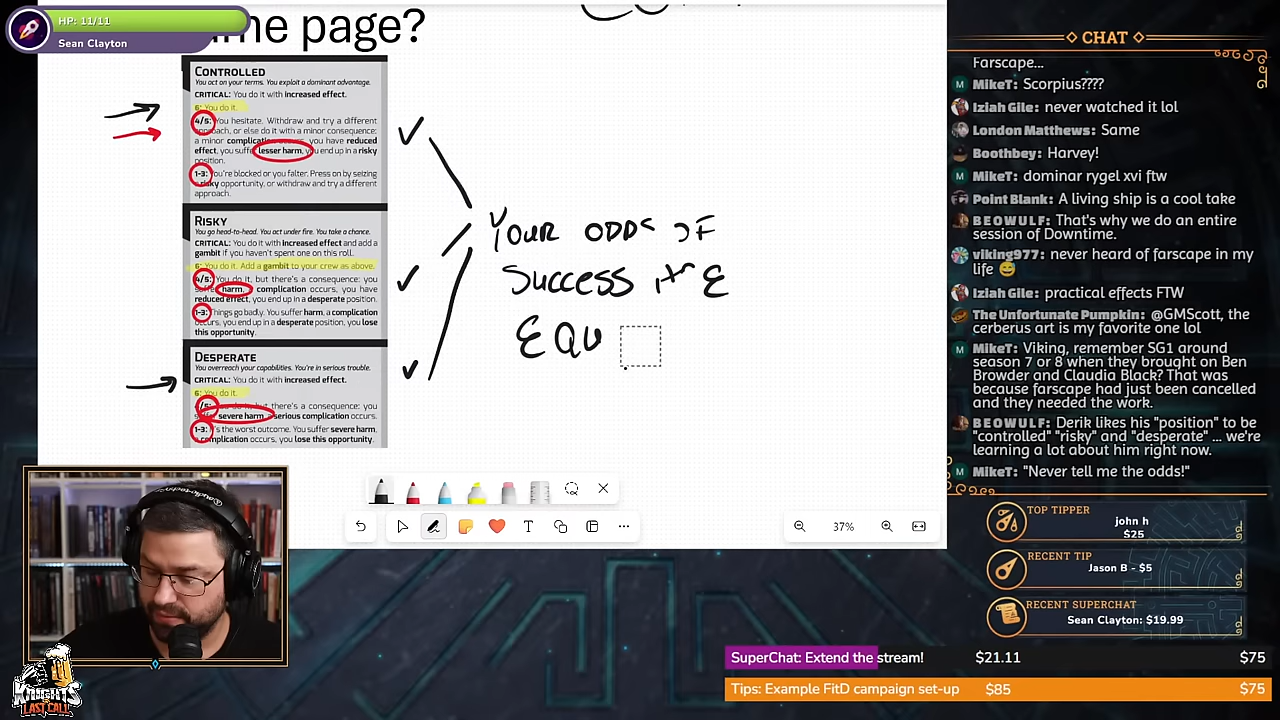 HP: 11/11
Sean Clayton
me page?
CONTROLLED
You act on your terms. You exploit a dominant advantage.
CRITICAL: You do it with increased effect.
6: You do it.
4/5: You hesitate. Withdraw and try a different
approach, or else do it with a minor consequence:
a minor complication occurs, you have reduced
effect, you suffer lesser harm, you end up in a risky
position.
1-3: You're blocked or you falter. Press on by seizing
a risky opportunity, or withdraw and try a different
approach.
RISKY
You go head-to-head. You act under fire. You take a chance.
CRITICAL: You do it with increased effect and add a
gambit if you haven't spent one on this roll.
6: You do it. Add a gambit to your crew as above.
4/5: You do it, but there's a consequence: you
suffer harm, a complication occurs, you have
reduced effect, you end up in a desperate position.
1-3: Things go badly. You suffer harm, a complication
occurs, you end up in a desperate position, you lose
this opportunity.
DESPERATE
You overreach your capabilities. You're in serious trouble.
CRITICAL: You do it with increased effect.
6: You do it.
4/5: You do it, but there's a consequence: you
suffer severe harm, a serious complication occurs.
1-3: It's the worst outcome. You suffer severe harm,
a complication occurs, you lose this opportunity.
YOUR ODDS OF
SUCCESS
EQU
37%
CHAT
Farscape...
MikeT: Scorpius????
Iziah Gile: never watched it lol
London Matthews: Same
Boothbey: Harvey!
MikeT: dominar rygel xvi ftw
Point Blank: A living ship is a cool take
BEOWULF: That's why we do an entire
session of Downtime.
viking977: never heard of farscape in my
life 😅
Iziah Gile: practical effects FTW
The Unfortunate Pumpkin: @GMScott, the
cerberus art is my favorite one lol
MikeT: Viking, remember SG1 around
season 7 or 8 when they brought on Ben
Browder and Claudia Black? That was
because farscape had just been cancelled
and they needed the work.
BEOWULF: Derik likes his "position" to be
"controlled" "risky" and "desperate" ... we're
learning a lot about him right now.
MikeT: "Never tell me the odds!"
TOP TIPPER
john h
$25
RECENT TIP
Jason B - $5
RECENT SUPERCHAT
Sean Clayton: $19.99
SuperChat: Extend the stream! $21.11 $75
Tips: Example FitD campaign set-up $85 $75
KNIGHTS
OF
LAST CALL